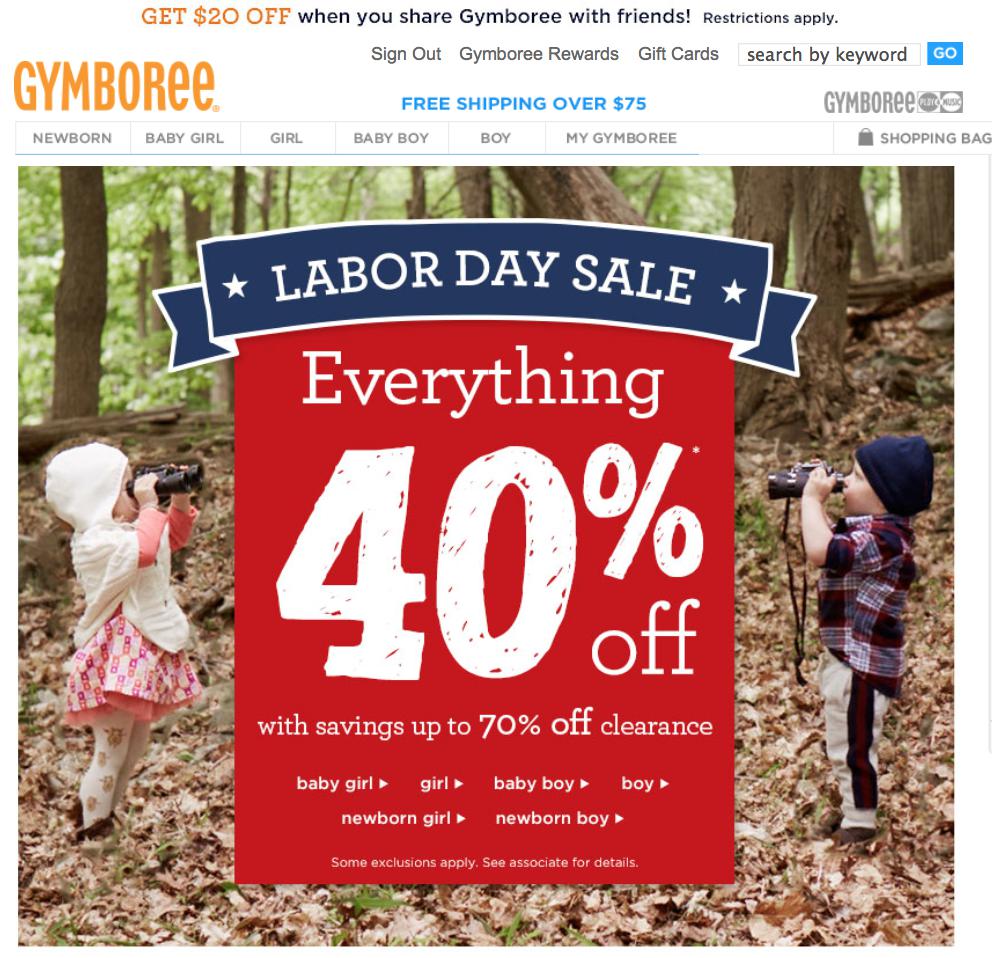 GET $20 OFF when you share Gymboree with friends! Restrictions apply.
Sign Out Gymboree Rewards Gift Cards search by keyword GO
GYMBOREE®
FREE SHIPPING OVER $75
GYMBOREE PLAY & MUSIC
NEWBORN BABY GIRL GIRL BABY BOY BOY MY GYMBOREE SHOPPING BAG
★ LABOR DAY SALE ★
Everything
40%*
off
with savings up to 70% off clearance
baby girl ▶ girl ▶ baby boy ▶ boy ▶
newborn girl ▶ newborn boy ▶
Some exclusions apply. See associate for details.